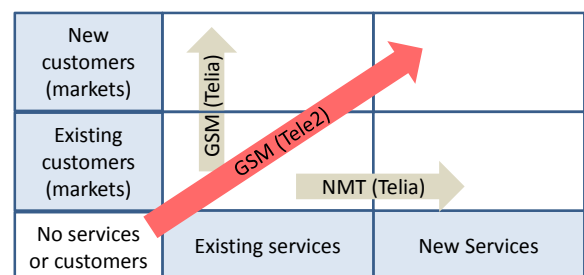 New
customers
(markets)
GSM (Telia)
GSM (Tele2)
Existing
customers
(markets)
NMT (Telia)
No services
or customers
Existing services
New Services